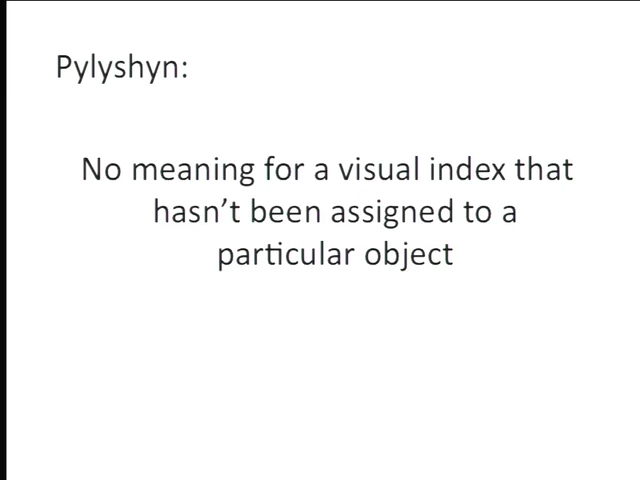 Pylyshyn:
No meaning for a visual index that
hasn’t been assigned to a
particular object